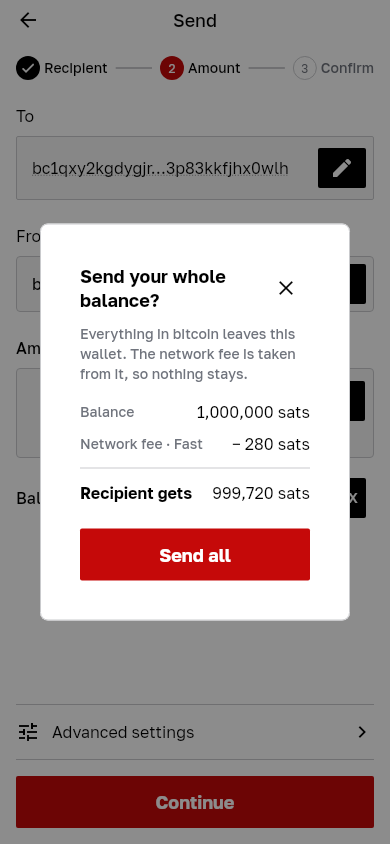 Send
Recipient
2
Amount
3
Confirm
To
bc1qxy2kgdygjr...3p83kkfjhx0wlh
Send your whole
balance?
Everything in bitcoin leaves this
wallet. The network fee is taken
from it, so nothing stays.
Balance
1,000,000 sats
Network fee · Fast
− 280 sats
Recipient gets
999,720 sats
Send all
Advanced settings
Continue